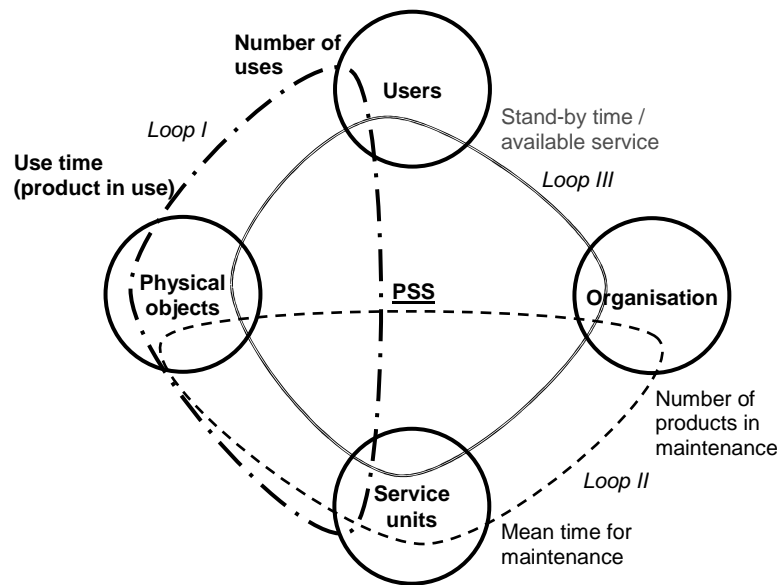 Number of
uses
Users
Loop I
Stand-by time /
available service
Loop III
Use time
(product in use)
Physical
objects
PSS
Organisation
Number of
products in
maintenance
Loop II
Service
units
Mean time for
maintenance